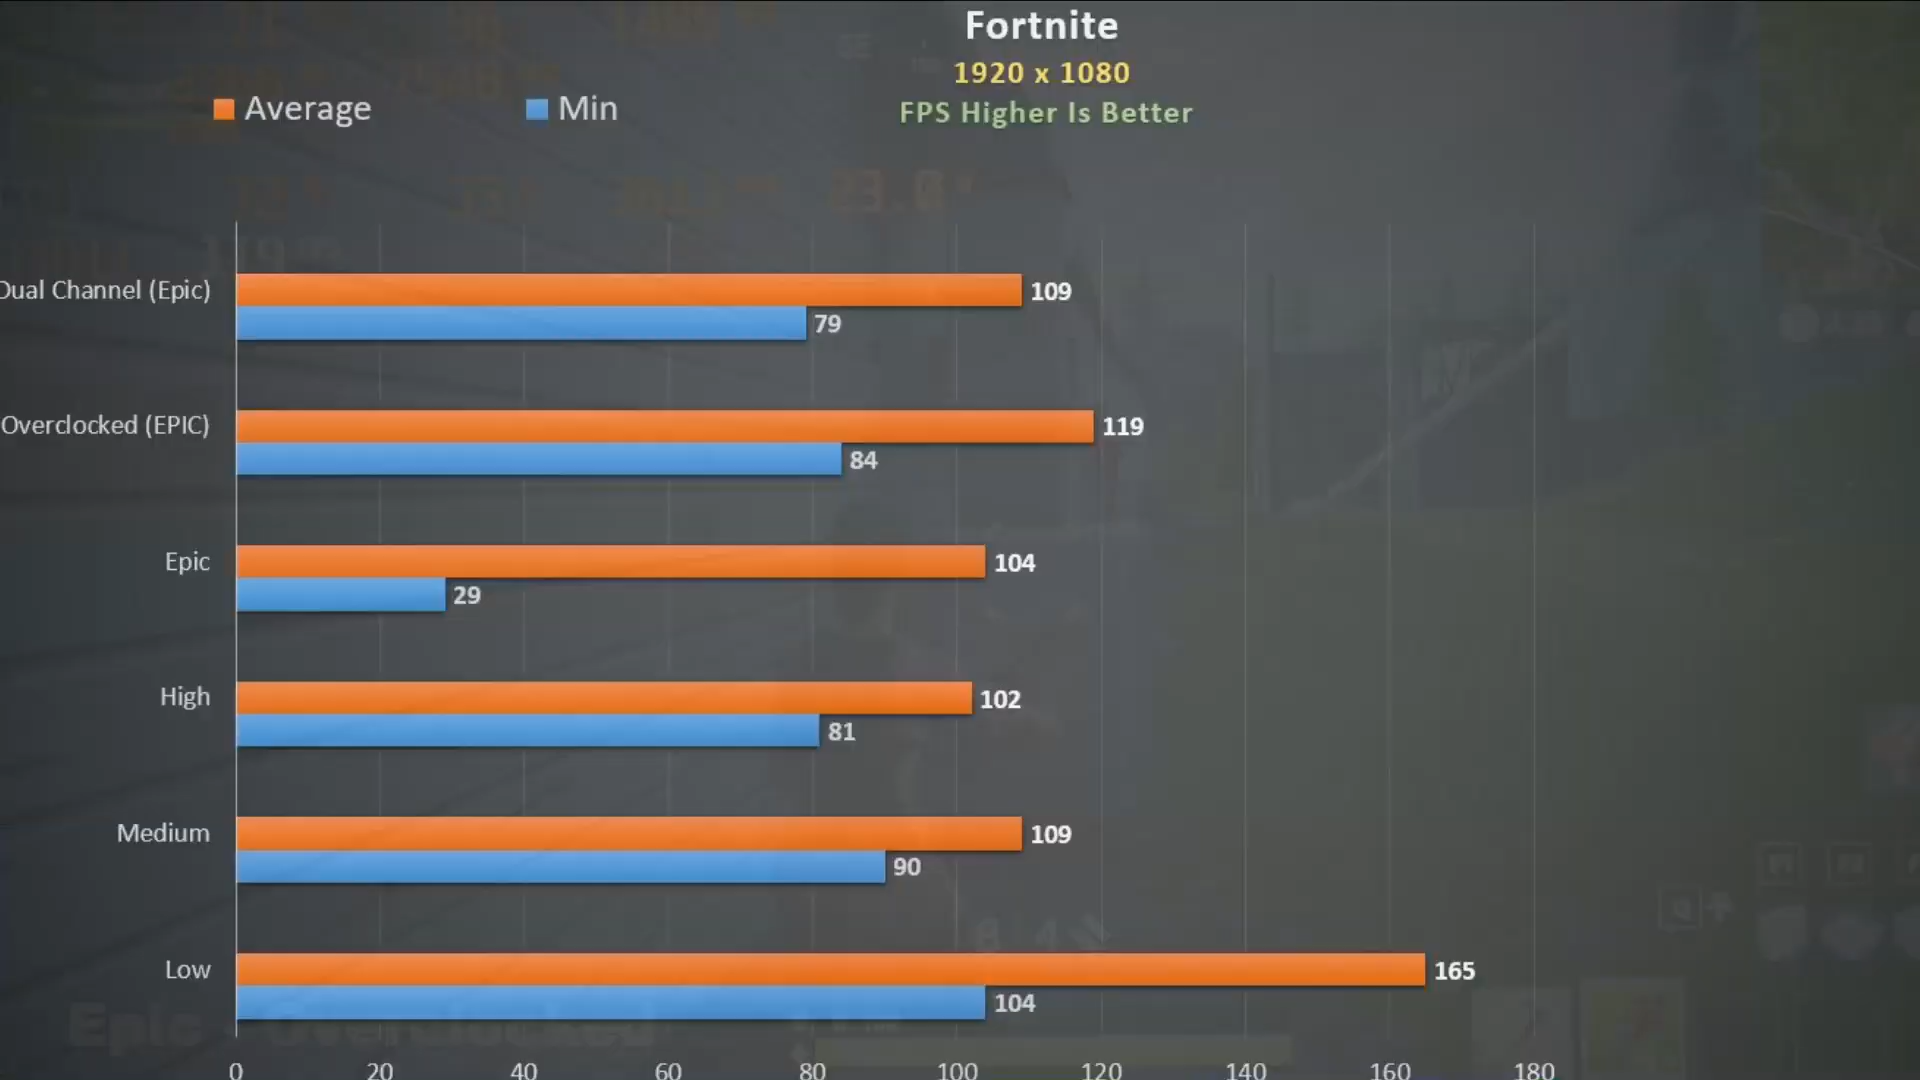 Fortnite
1920 x 1080
FPS Higher Is Better
Average
Min
Dual Channel (Epic)
109
79
Overclocked (EPIC)
119
84
Epic
104
29
High
102
81
Medium
109
90
Low
165
104
Epic - Overclocked
0 20 40 60 80 100 120 140 160 180